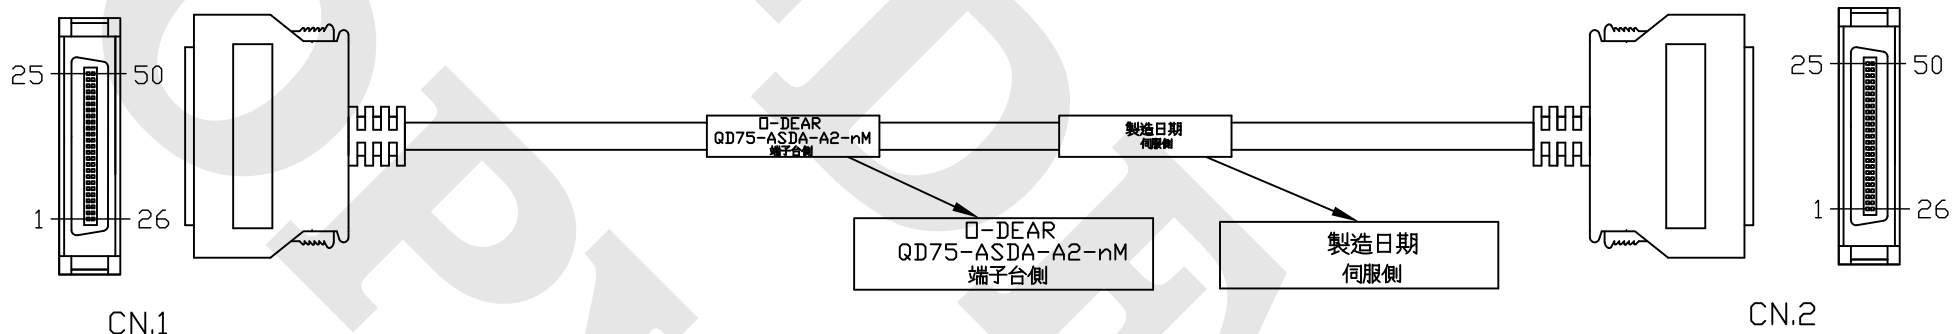 25
50
1
26
CN.1
O-DEAR
QD75-ASDA-A2-nM
端子台側
製造日期
伺服側
O-DEAR
QD75-ASDA-A2-nM
端子台側
製造日期
伺服側
25
50
1
26
CN.2